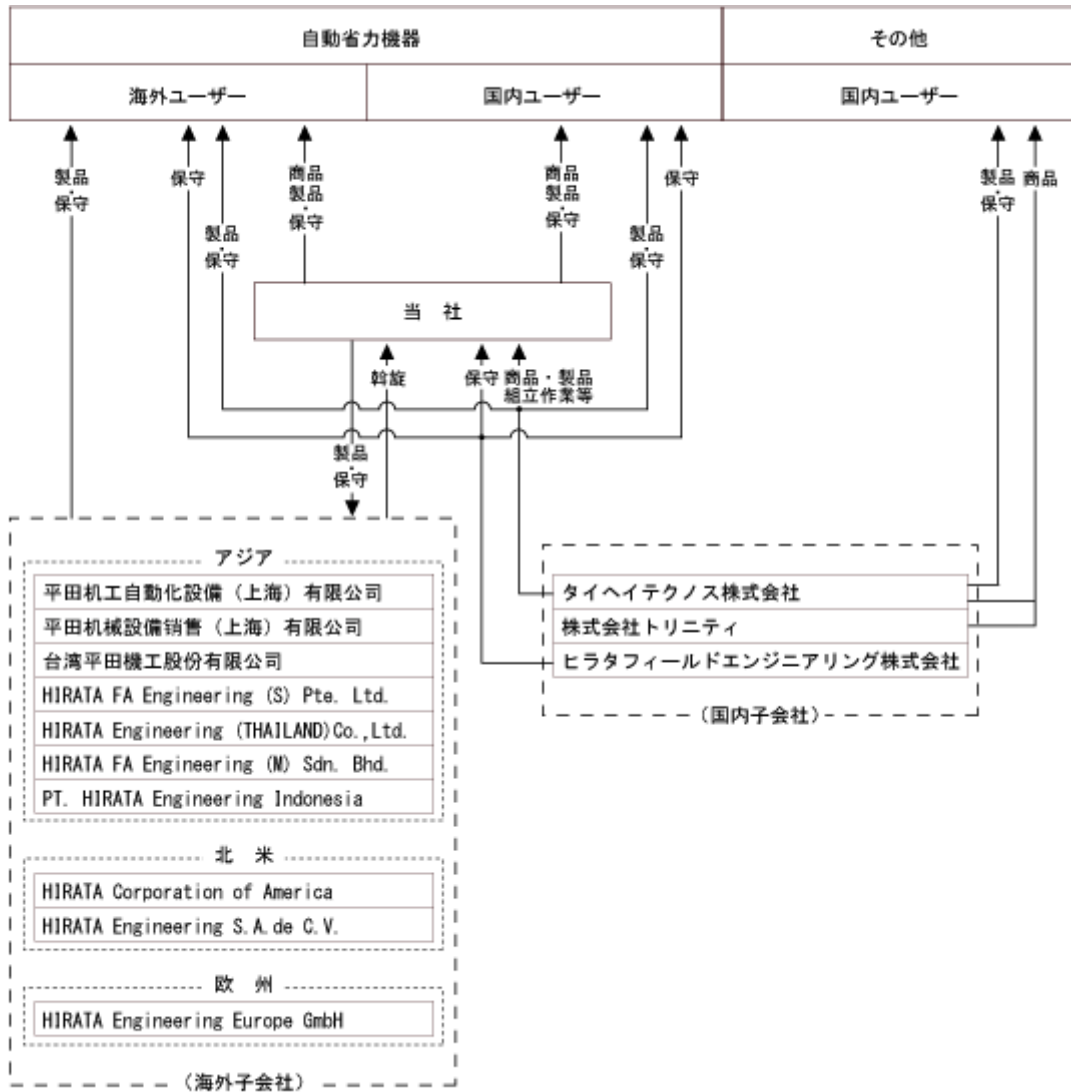 自動省力機器
その他
海外ユーザー
国内ユーザー
国内ユーザー
製品・保守
保守
製品・保守
商品・製品・保守
商品・製品・保守
製品・保守
保守
製品・保守
商品
当 社
斡旋
保守
商品・製品
組立作業等
製品・保守
アジア
平田机工自動化設備（上海）有限公司
平田机械設備销售（上海）有限公司
台湾平田機工股份有限公司
HIRATA FA Engineering (S) Pte. Ltd.
HIRATA Engineering (THAILAND)Co.,Ltd.
HIRATA FA Engineering (M) Sdn. Bhd.
PT. HIRATA Engineering Indonesia
北 米
HIRATA Corporation of America
HIRATA Engineering S.A.de C.V.
欧 州
HIRATA Engineering Europe GmbH
（海外子会社）
タイヘイテクノス株式会社
株式会社トリニティ
ヒラタフィールドエンジニアリング株式会社
（国内子会社）